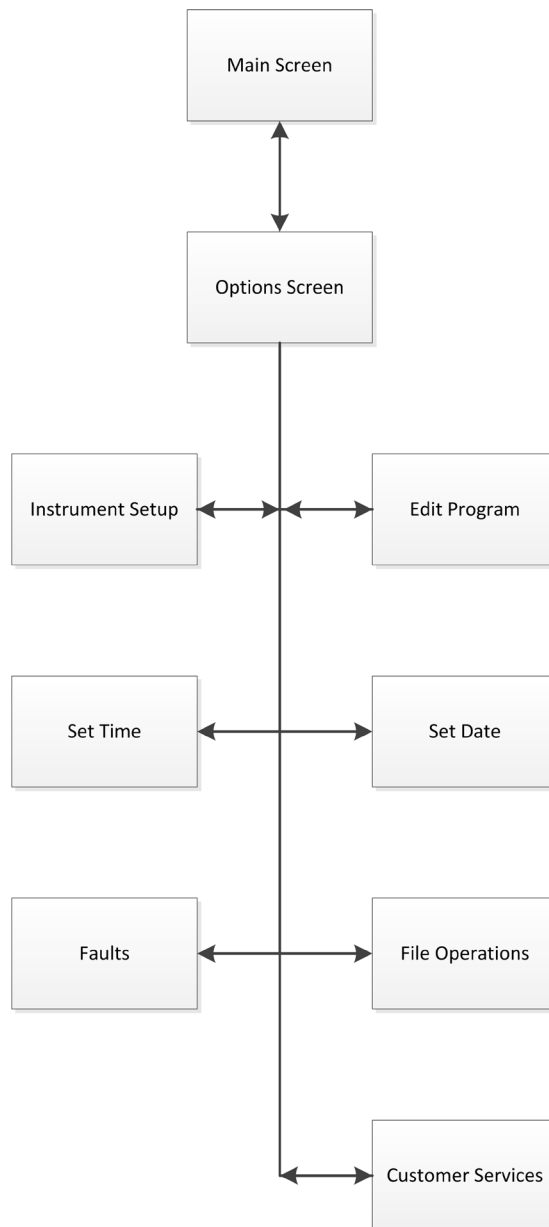 Main Screen
Options Screen
Instrument Setup
Edit Program
Set Time
Set Date
Faults
File Operations
Customer Services